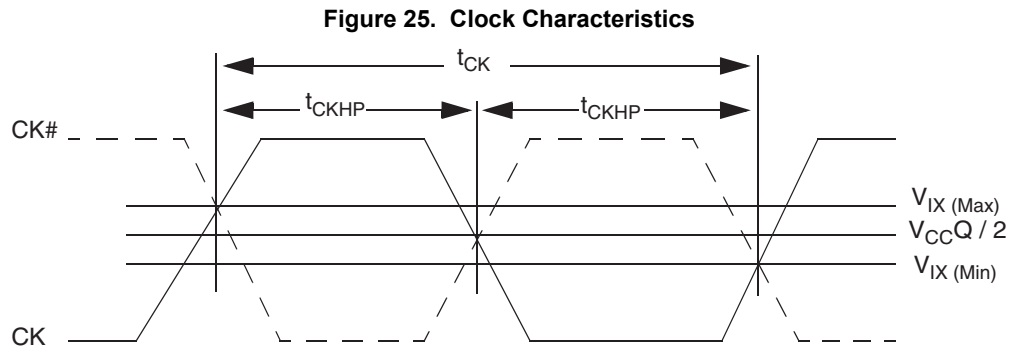 Figure 25. Clock Characteristics
tCK
tCKHP tCKHP
CK#
VIX (Max)
VCCQ / 2
VIX (Min)
CK